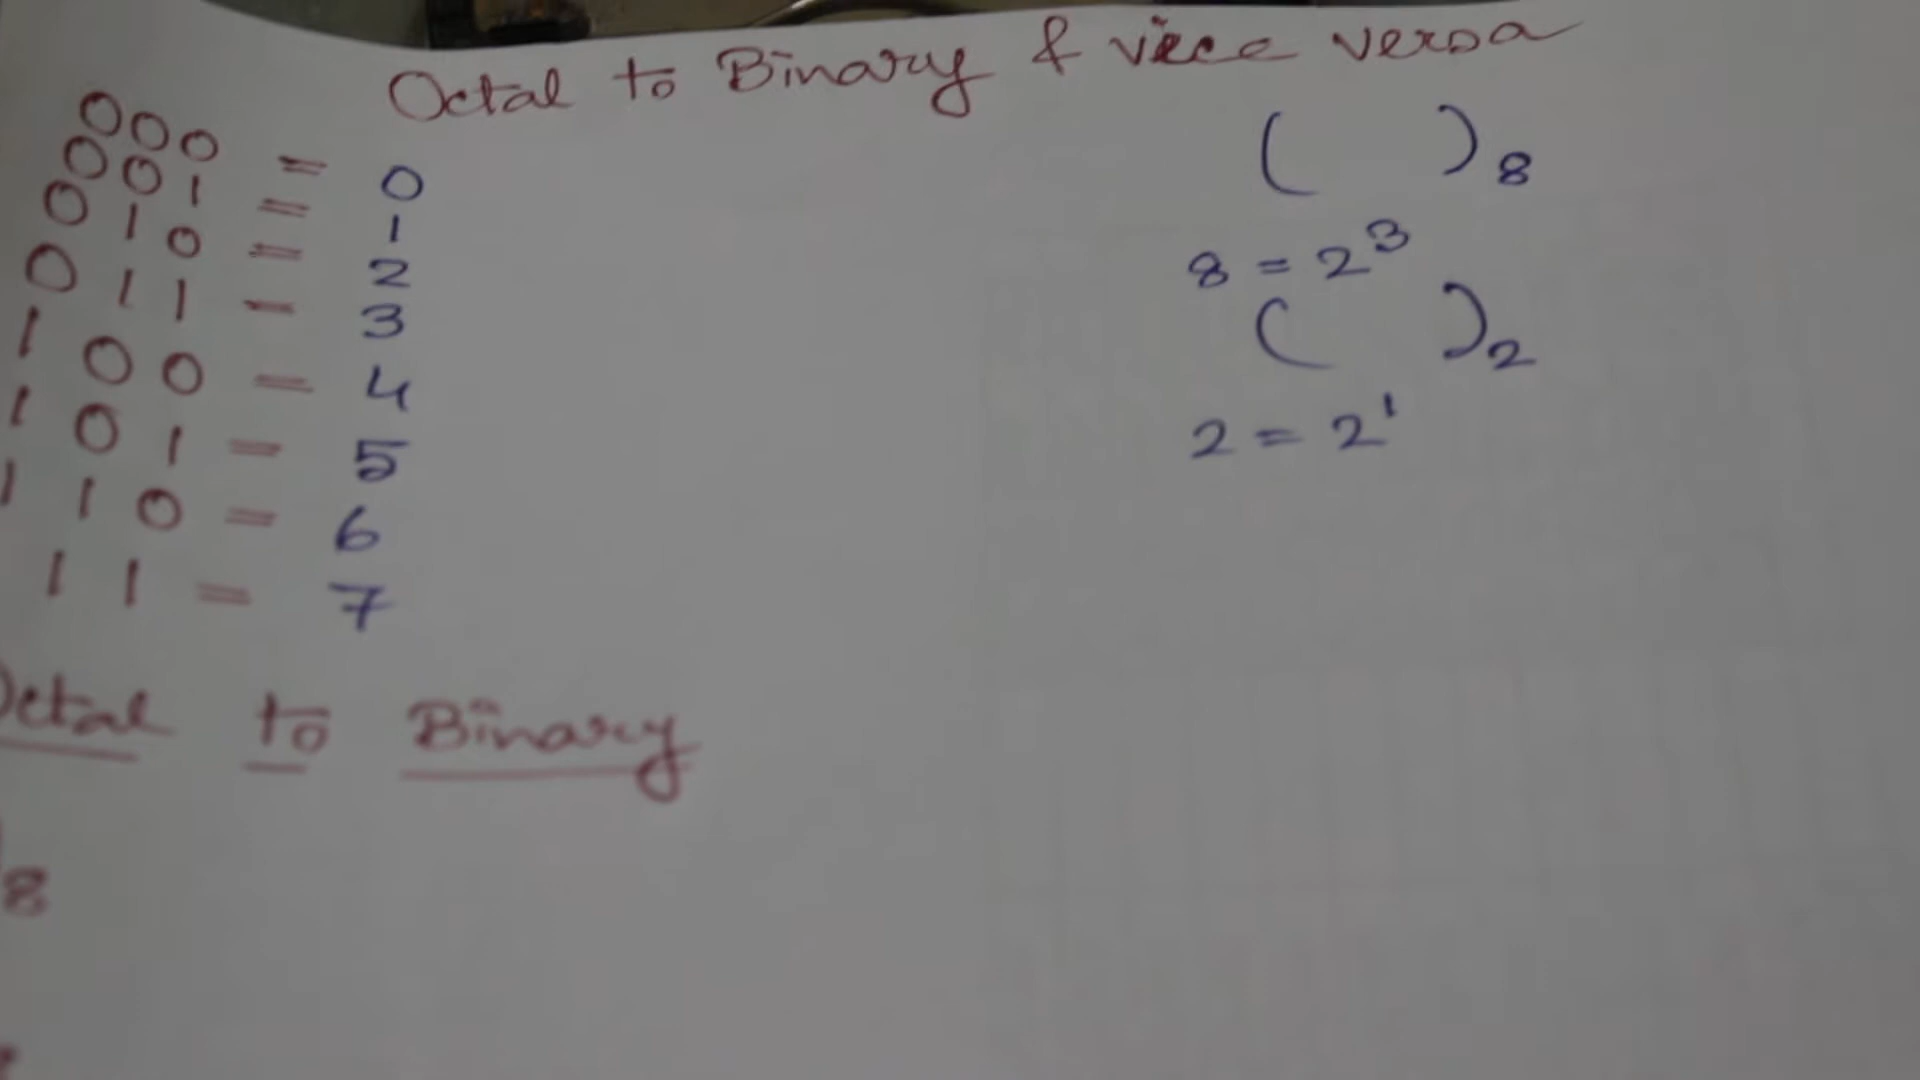 Octal to Binary & vice versa
000 = 0
001 = 1
010 = 2
011 - 3
100 = 4
101 = 5
110 = 6
11 = 7
( )8
8 = 2³
( )2
2 = 2¹
Octal to Binary
8